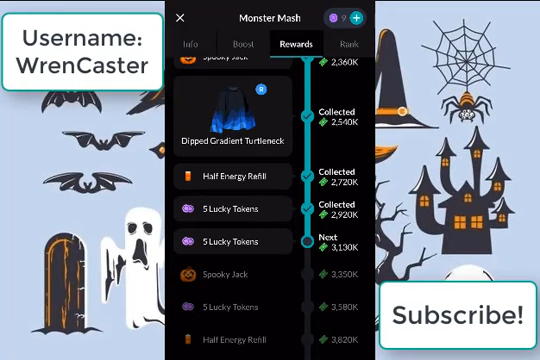 Username:
WrenCaster
Monster Mash
9
Info
Boost
Rewards
Rank
Spooky Jack
2,360K
R
Dipped Gradient Turtleneck
Collected
2,540K
Half Energy Refill
Collected
2,720K
5 Lucky Tokens
Collected
2,920K
5 Lucky Tokens
Next
3,130K
Spooky Jack
3,350K
5 Lucky Tokens
3,580K
Half Energy Refill
3,820K
Subscribe!